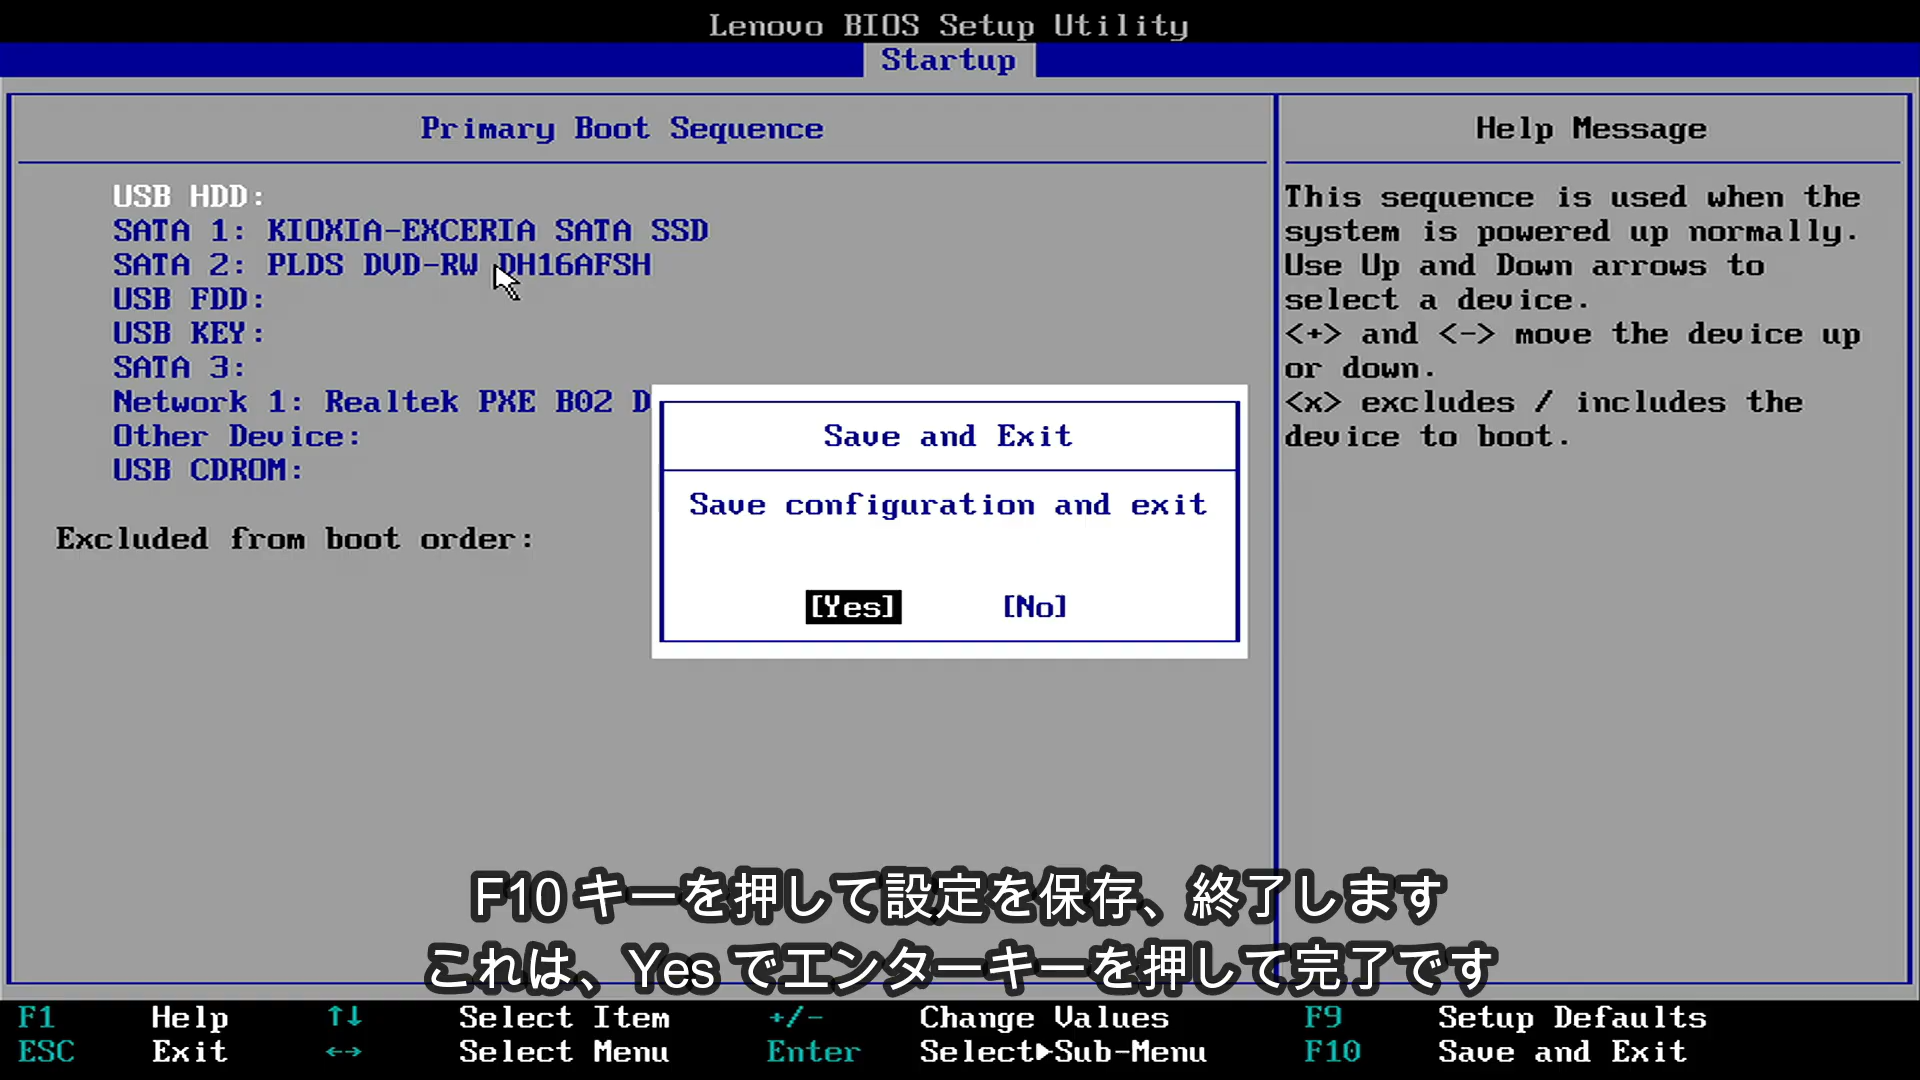 Lenovo BIOS Setup Utility
Startup
Primary Boot Sequence
USB HDD:
SATA 1: KIOXIA-EXCERIA SATA SSD
SATA 2: PLDS DVD-RW DH16AFSH
USB FDD:
USB KEY:
SATA 3:
Network 1: Realtek PXE B02 D
Other Device:
USB CDROM:
Excluded from boot order:
Help Message
This sequence is used when the
system is powered up normally.
Use Up and Down arrows to
select a device.
<+> and <-> move the device up
or down.
<x> excludes / includes the
device to boot.
Save and Exit
Save configuration and exit
[Yes] [No]
F10 キーを押して設定を保存、終了します
これは、Yes でエンターキーを押して完了です
F1 Help ↑↓ Select Item +/- Change Values F9 Setup Defaults
ESC Exit ←→ Select Menu Enter Select▶Sub-Menu F10 Save and Exit